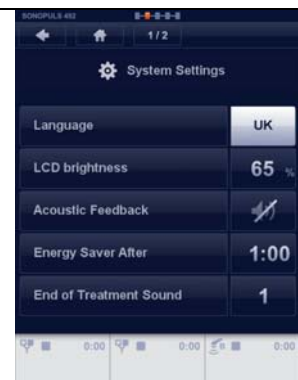 SONOPULS 492
1/2
System Settings
Language UK
LCD brightness 65 %
Acoustic Feedback
Energy Saver After 1:00
End of Treatment Sound 1
0:00 0:00 0:00